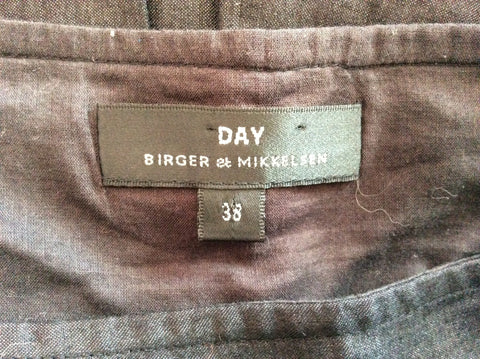 DAY
BIRGER et MIKKELSEN
38